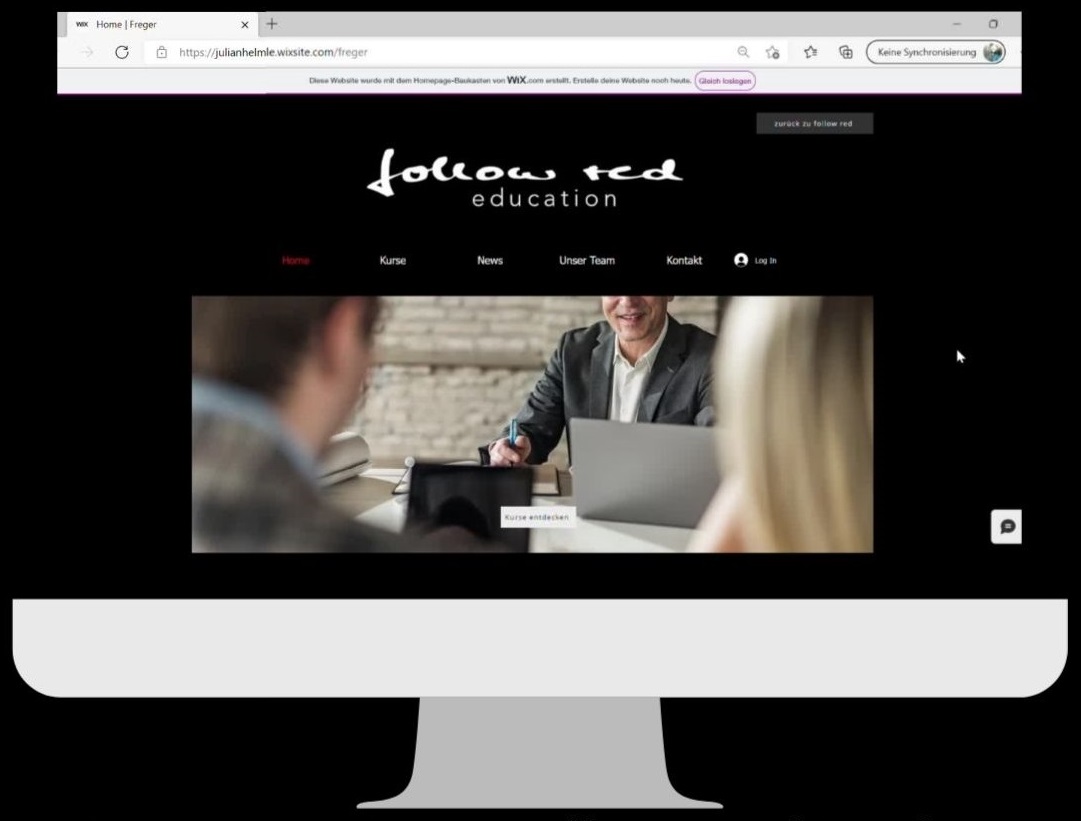 WIX Home | Freger
https://julianhelmle.wixsite.com/freger
Keine Synchronisierung
Diese Website wurde mit dem Homepage-Baukasten von WiX.com erstellt. Erstelle deine Website noch heute. Gleich loslegen
zurück zu follow red
follow red
education
Home Kurse News Unser Team Kontakt Log In
Kurse entdecken